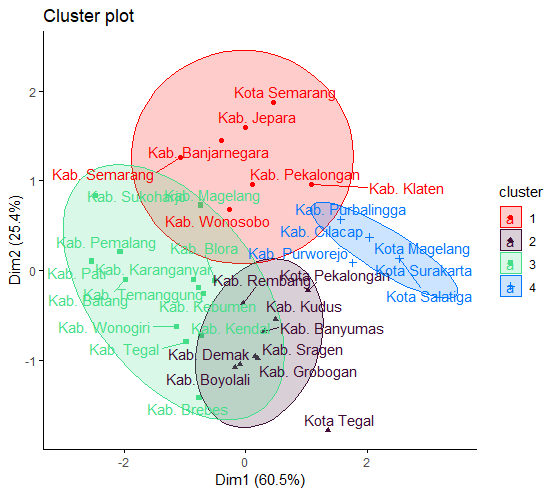 Cluster plot
Kota Semarang
Kab. Jepara
Kab. Banjarnegara
Kab. Semarang
Kab. Pekalongan
Kab. Klaten
Kab. Sukoharjo
Kab. Magelang
Kab. Wonosobo
Kab. Purbalingga
Kab. Cilacap
Kab. Pemalang
Kab. Blora
Kab. Purworejo
Kota Magelang
Kab. Pati
Kab. Karanganyar
Kota Pekalongan
Kota Surakarta
Kab. Rembang
Kab. Temanggung
Kab. Batang
Kota Salatiga
Kab. Kebumen
Kab. Kudus
Kab. Wonogiri
Kab. Kendal
Kab. Banyumas
Kab. Tegal
Kab. Demak
Kab. Sragen
Kab. Boyolali
Kab. Grobogan
Kab. Brebes
Kota Tegal
2
1
0
-1
-2
0
2
Dim1 (60.5%)
Dim2 (25.4%)
cluster
a 1
a 2
a 3
a 4